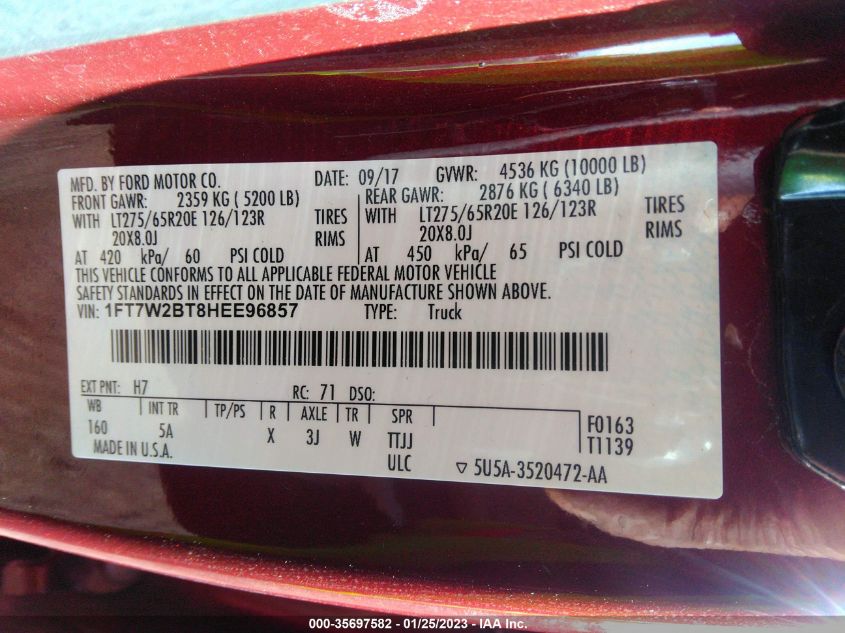 MFD. BY FORD MOTOR CO. DATE: 09/17 GVWR: 4536 KG (10000 LB)
FRONT GAWR: 2359 KG ( 5200 LB) REAR GAWR: 2876 KG ( 6340 LB)
WITH LT275/65R20E 126/123R TIRES WITH LT275/65R20E 126/123R TIRES
20X8.0J RIMS 20X8.0J RIMS
AT 420 kPa/ 60 PSI COLD AT 450 kPa/ 65 PSI COLD
THIS VEHICLE CONFORMS TO ALL APPLICABLE FEDERAL MOTOR VEHICLE
SAFETY STANDARDS IN EFFECT ON THE DATE OF MANUFACTURE SHOWN ABOVE.
VIN: 1FT7W2BT8HEE96857 TYPE: Truck
EXT PNT: H7 RC: 71 DSO:
WB INT TR TP/PS R AXLE TR SPR
160 5A X 3J W TTJJ F0163
MADE IN U.S.A. ULC T1139
▽ 5U5A-3520472-AA
000-35697582 - 01/25/2023 - IAA Inc.